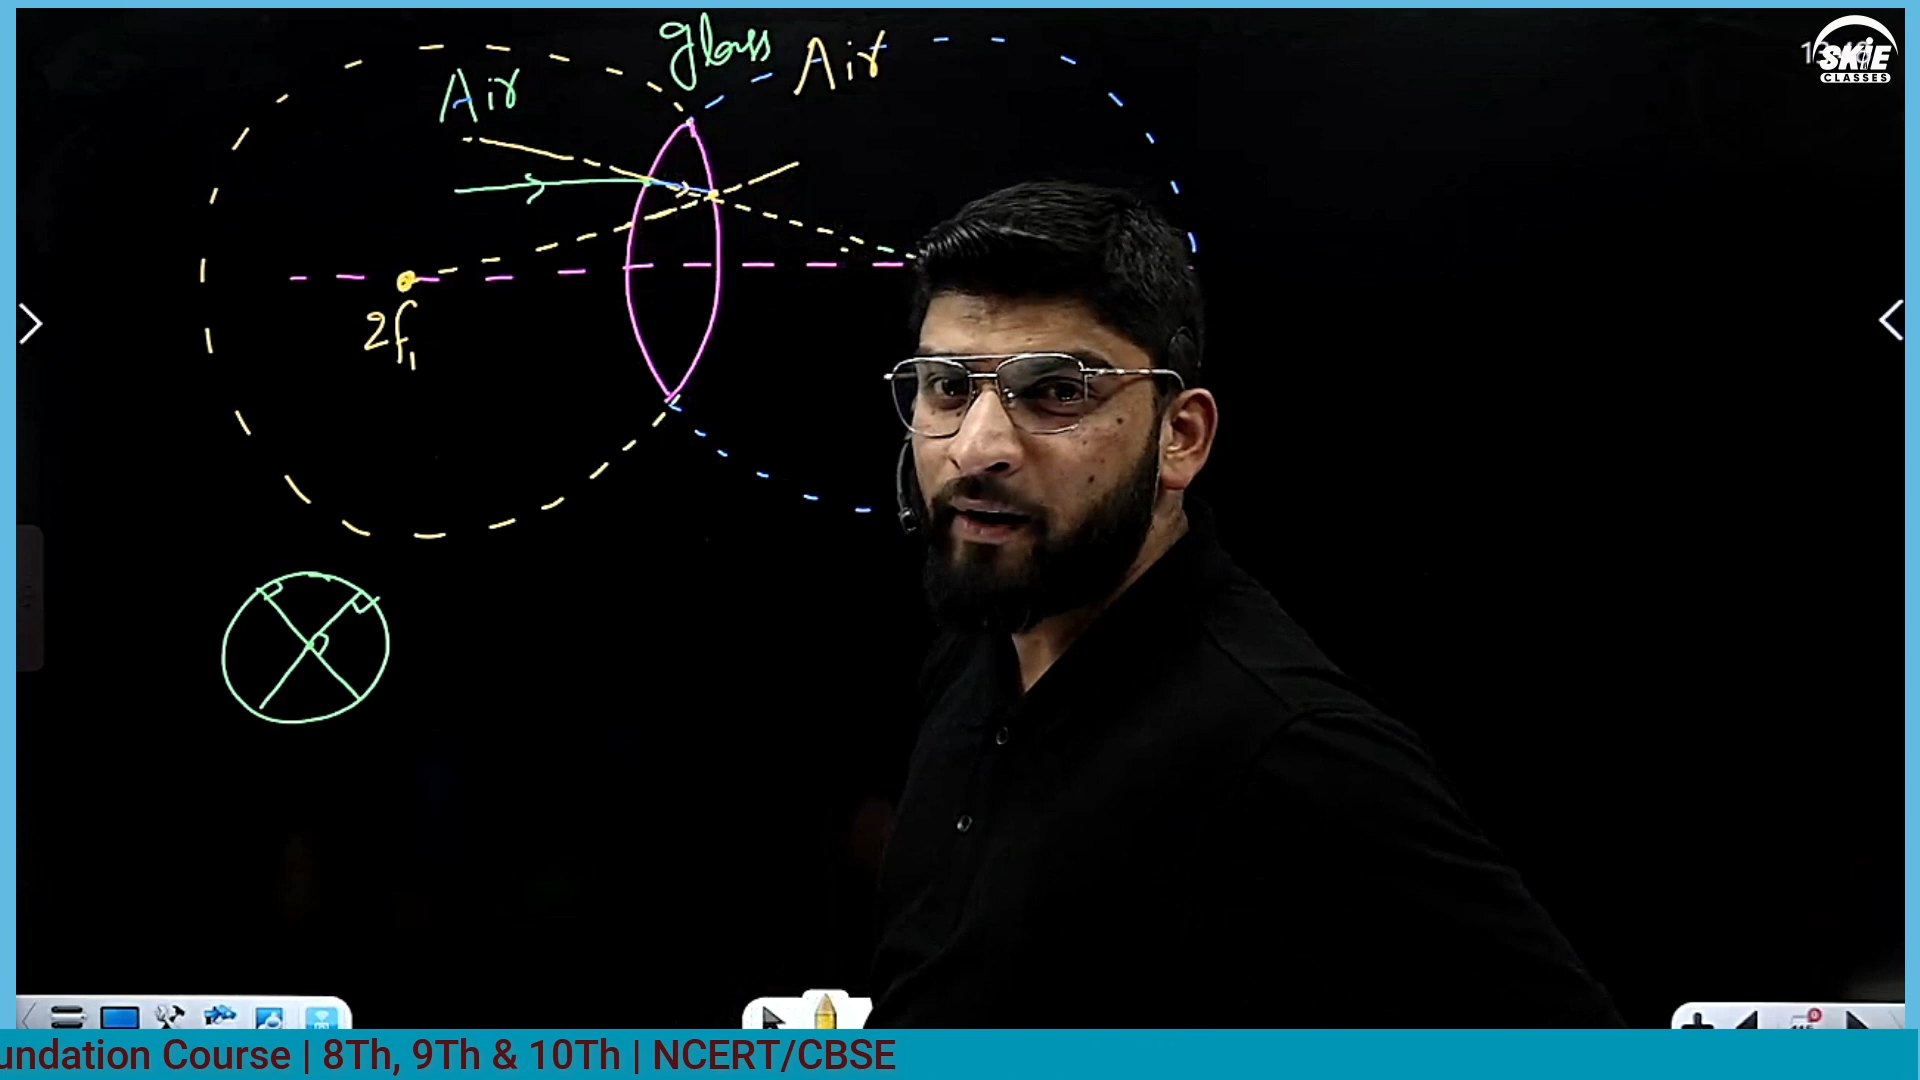 glass
Air
Air
SKiE
CLASSES
2f₁
undation Course | 8Th, 9Th & 10Th | NCERT/CBSE